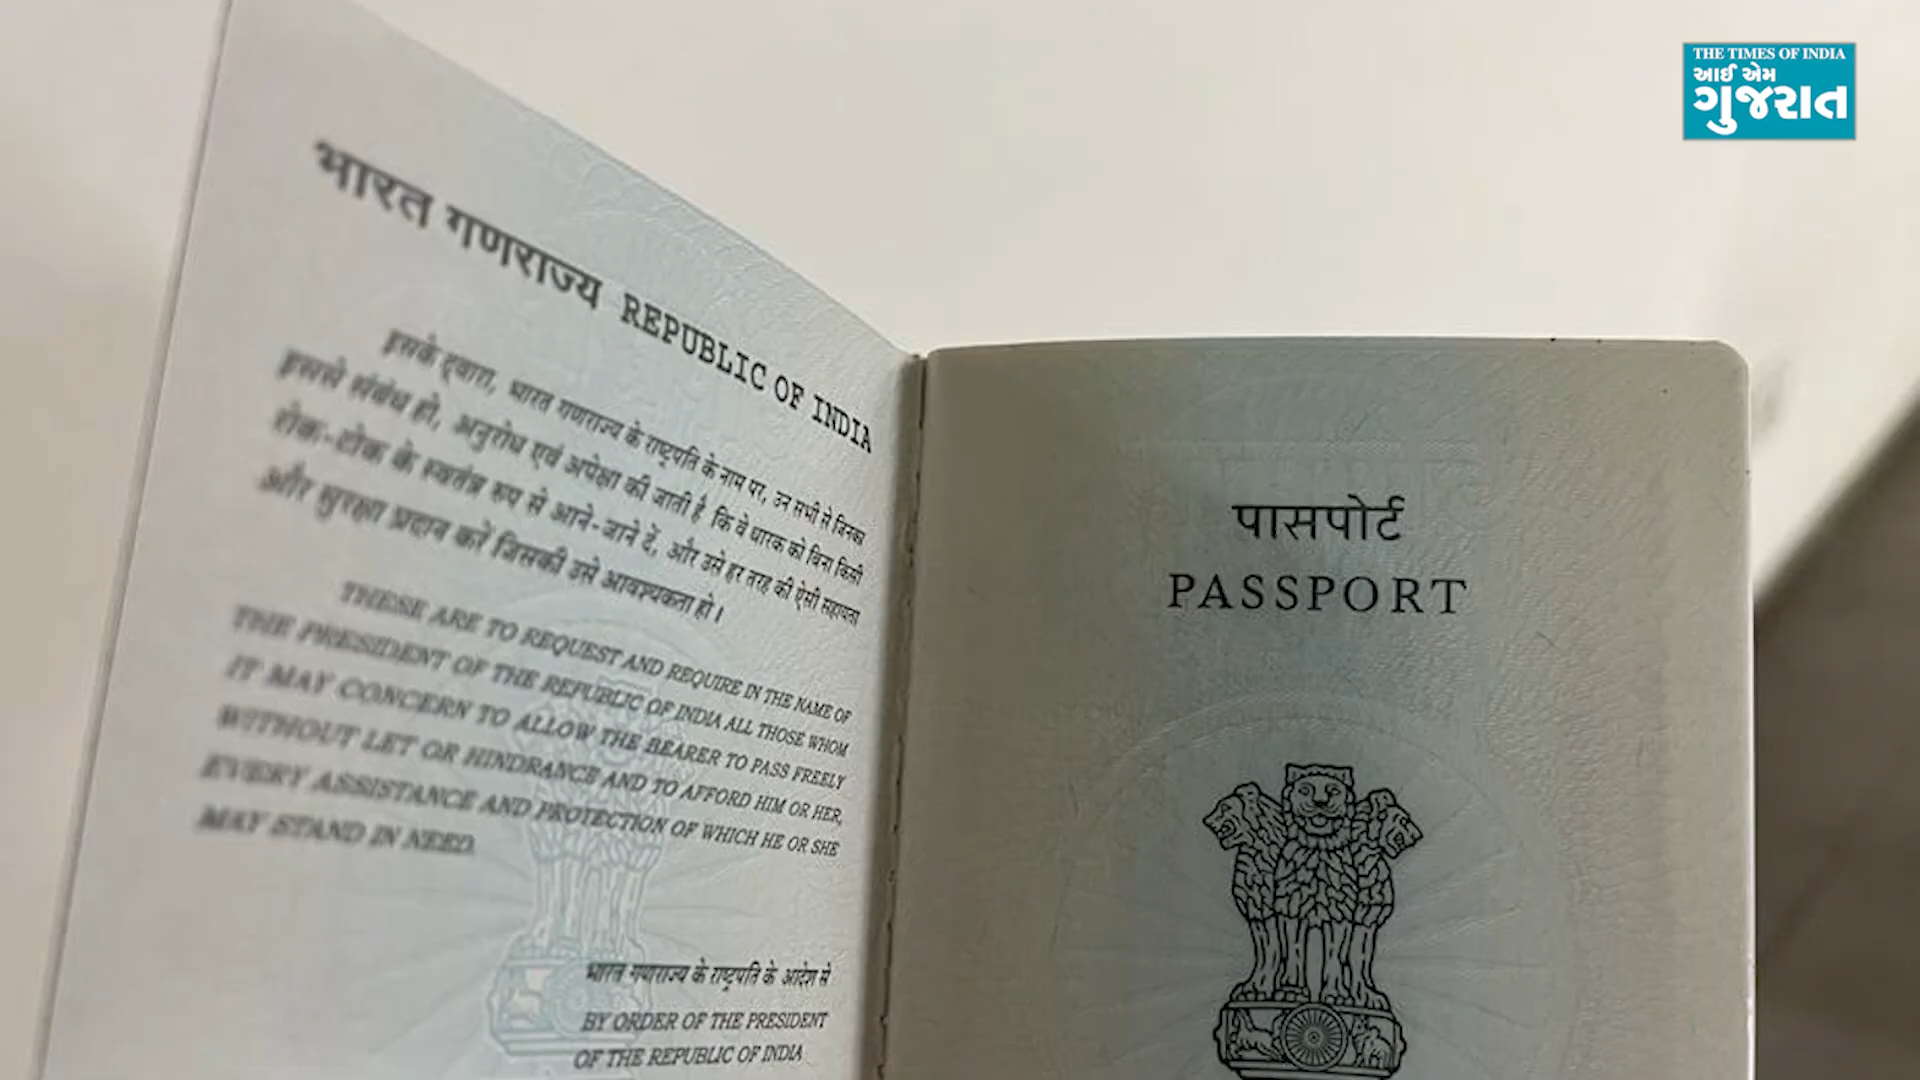 THE TIMES OF INDIA
આઈ એમ
ગુજરાત
भारत गणराज्य REPUBLIC OF INDIA
इसके द्वारा, भारत गणराज्य के राष्ट्रपति के नाम पर, उन सभी से जिनका
इससे संबंध हो, अनुरोध एवं अपेक्षा की जाती है कि वे धारक को बिना किसी
रोक-टोक के स्वतंत्र रुप से आने-जाने दें, और उसे हर तरह की ऐसी सहायता
और सुरक्षा प्रदान करें जिसकी उसे आवश्यकता हो।
THESE ARE TO REQUEST AND REQUIRE IN THE NAME OF
THE PRESIDENT OF THE REPUBLIC OF INDIA ALL THOSE WHOM
IT MAY CONCERN TO ALLOW THE BEARER TO PASS FREELY
WITHOUT LET OR HINDRANCE AND TO AFFORD HIM OR HER,
EVERY ASSISTANCE AND PROTECTION OF WHICH HE OR SHE
MAY STAND IN NEED.
भारत गणराज्य के राष्ट्रपति के आदेश से
BY ORDER OF THE PRESIDENT
OF THE REPUBLIC OF INDIA
पासपोर्ट
PASSPORT